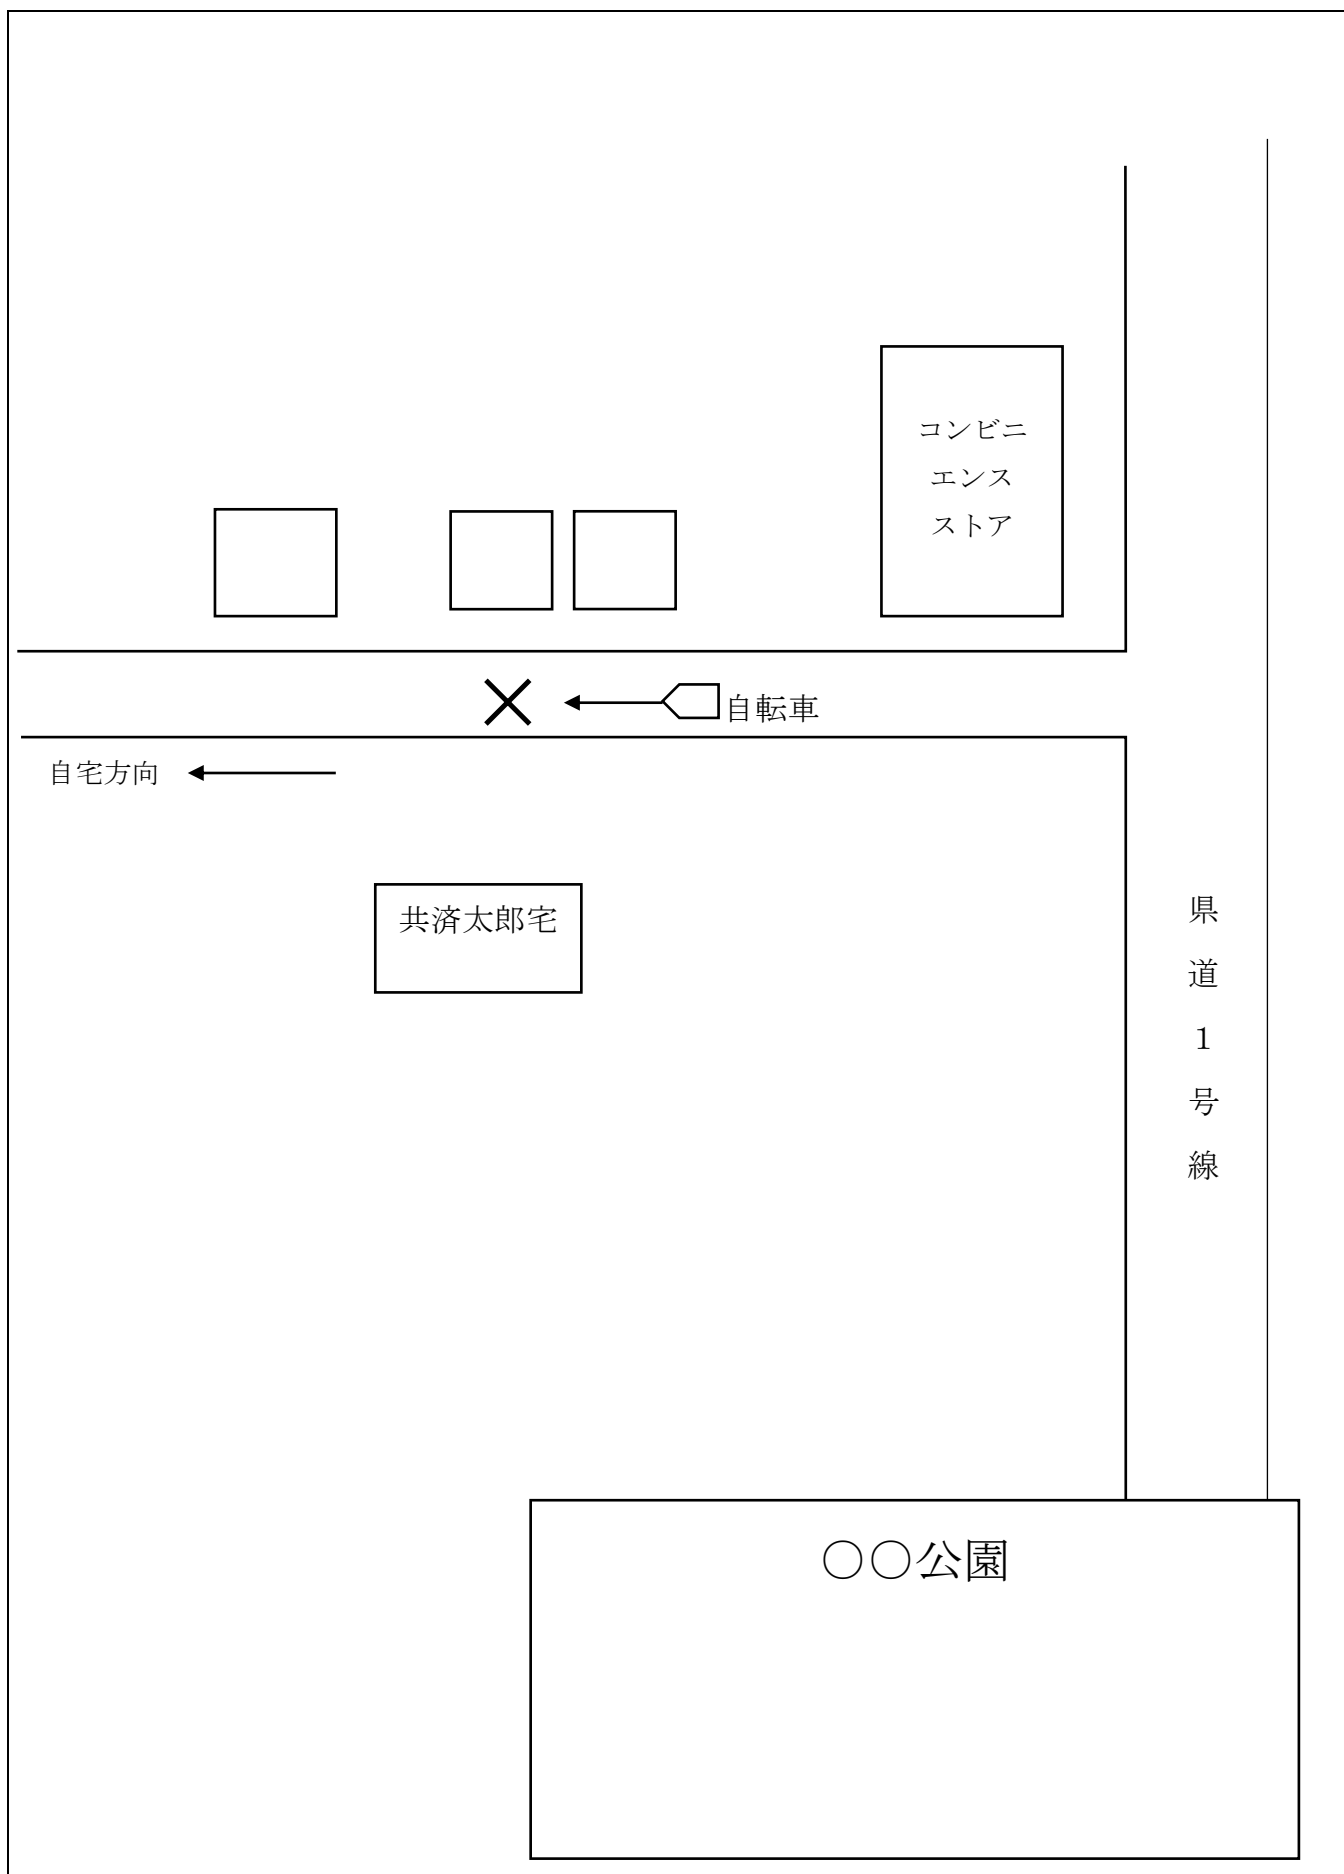 コンビニ
エンス
ストア
自転車
自宅方向
共済太郎宅
県道１号線
○○公園